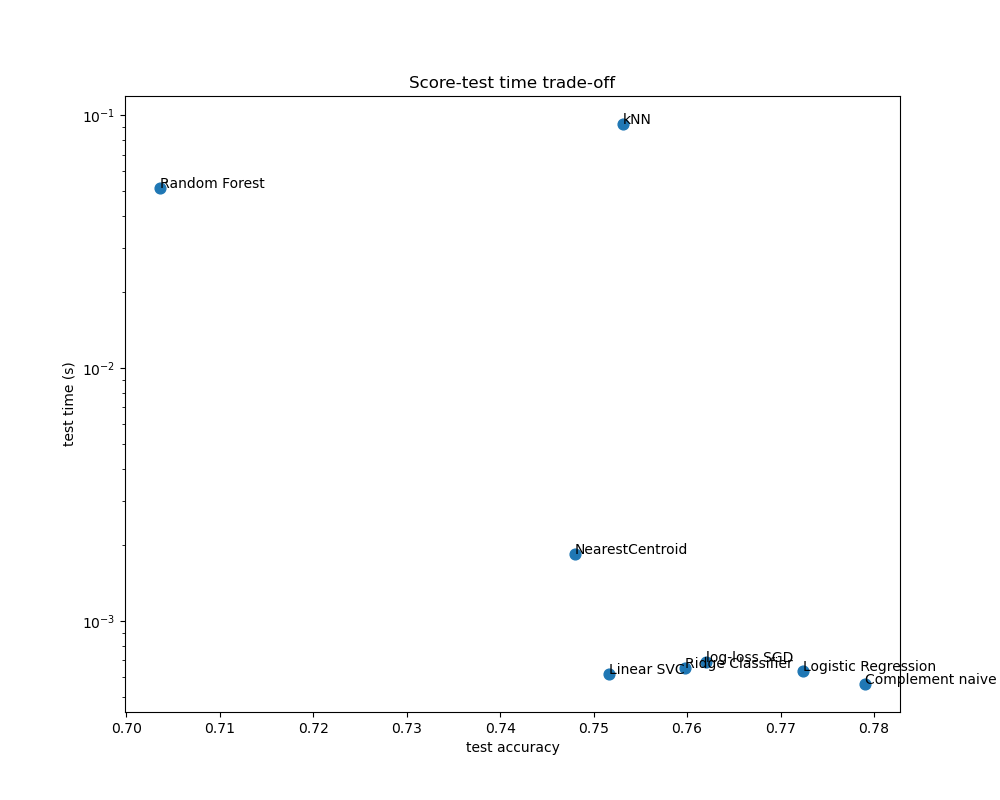 Score-test time trade-off
10⁻¹
kNN
Random Forest
10⁻²
test time (s)
NearestCentroid
10⁻³
log-loss SGD
Ridge Classifier
Linear SVC
Logistic Regression
Complement naive
0.70 0.71 0.72 0.73 0.74 0.75 0.76 0.77 0.78
test accuracy